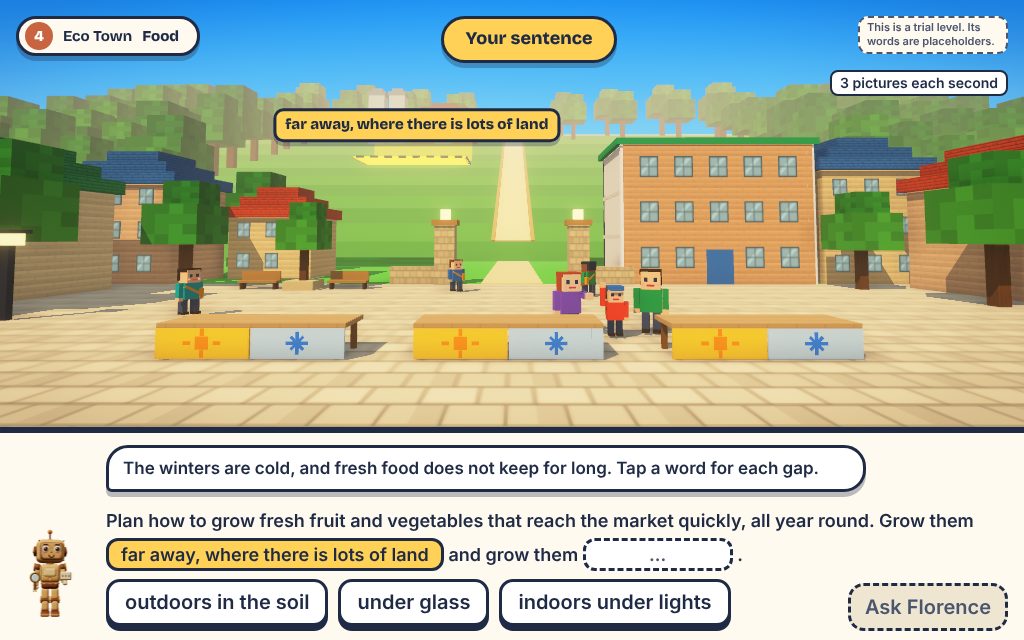 4 Eco Town Food
Your sentence
This is a trial level. Its
words are placeholders.
3 pictures each second
far away, where there is lots of land
The winters are cold, and fresh food does not keep for long. Tap a word for each gap.
Plan how to grow fresh fruit and vegetables that reach the market quickly, all year round. Grow them
far away, where there is lots of land and grow them ... .
outdoors in the soil under glass indoors under lights
Ask Florence